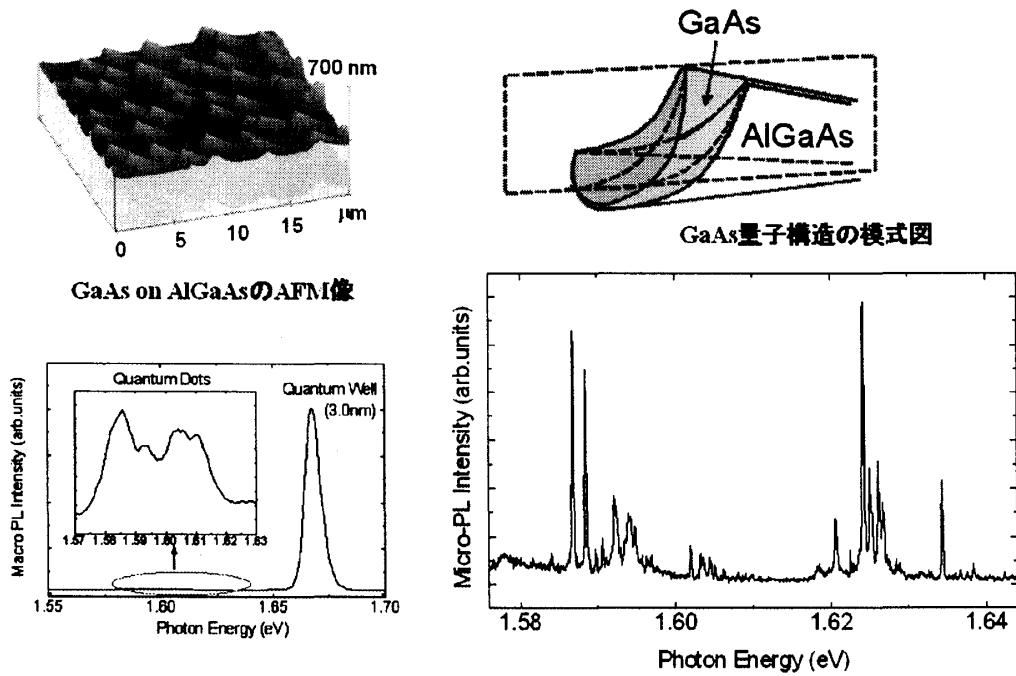 700 nm
μm
0
5
10
15
GaAs on AlGaAsのAFM像
GaAs
AlGaAs
GaAs量子構造の模式図
Macro PL Intensity (arb.units)
Quantum Dots
Quantum Well
(3.0nm)
1.57
1.58
1.59
1.60
1.61
1.62
1.63
1.55
1.60
1.65
1.70
Photon Energy (eV)
Micro-PL Intensity (arb.units)
1.58
1.60
1.62
1.64
Photon Energy (eV)